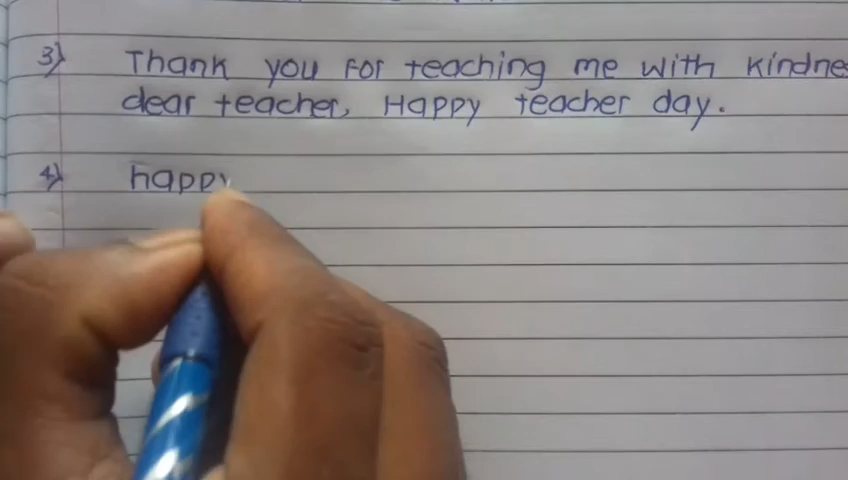 3) Thank you For teaching me with kindne
dear teacher, Happy teacher day.
4) happy